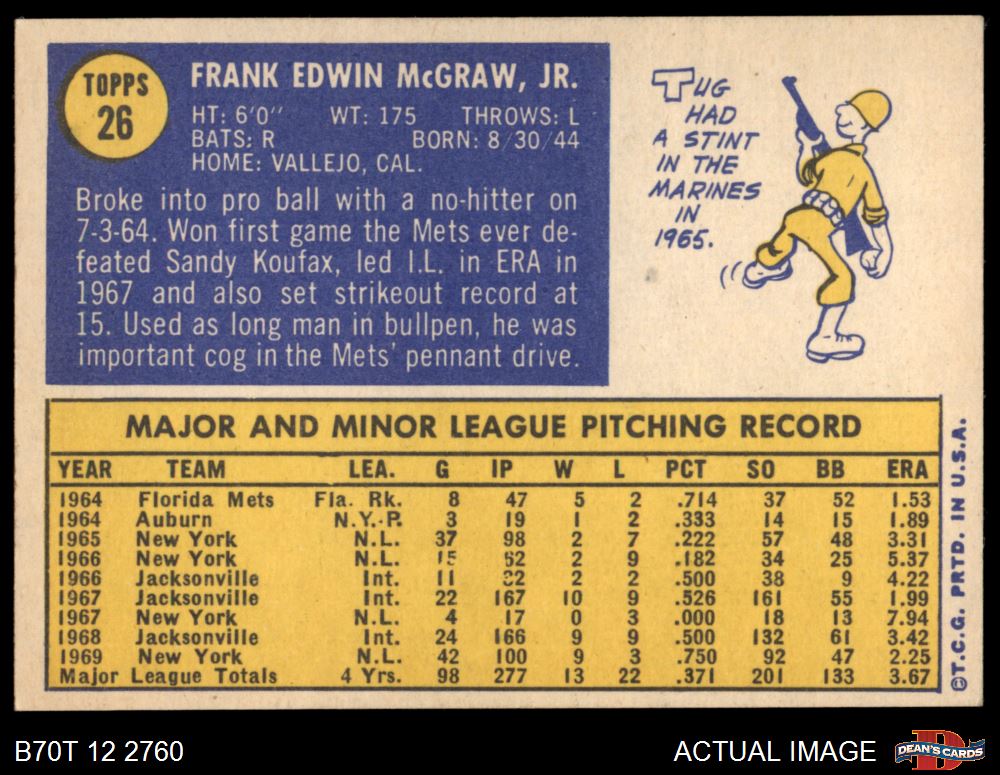 TOPPS
26
FRANK EDWIN McGRAW, JR.
HT: 6'0" WT: 175 THROWS: L
BATS: R BORN: 8/30/44
HOME: VALLEJO, CAL.
Broke into pro ball with a no-hitter on
7-3-64. Won first game the Mets ever de-
feated Sandy Koufax, led I.L. in ERA in
1967 and also set strikeout record at
15. Used as long man in bullpen, he was
important cog in the Mets' pennant drive.
TUG
HAD
A STINT
IN THE
MARINES
IN
1965.
MAJOR AND MINOR LEAGUE PITCHING RECORD
YEAR TEAM LEA. G IP W L PCT SO BB ERA
1964 Florida Mets Fla. Rk. 8 47 5 2 .714 37 52 1.53
1964 Auburn N.Y.-P. 3 19 1 2 .333 14 15 1.89
1965 New York N.L. 37 98 2 7 .222 57 48 3.31
1966 New York N.L. 15 62 2 9 .182 34 25 5.37
1966 Jacksonville Int. 11 32 2 2 .500 38 9 4.22
1967 Jacksonville Int. 22 167 10 9 .526 161 55 1.99
1967 New York N.L. 4 17 0 3 .000 18 13 7.94
1968 Jacksonville Int. 24 166 9 9 .500 132 61 3.42
1969 New York N.L. 42 100 9 3 .750 92 47 2.25
Major League Totals 4 Yrs. 98 277 13 22 .371 201 133 3.67
©T.C.G. PRTD. IN U.S.A.
B70T 12 2760
ACTUAL IMAGE
DEAN'S CARDS